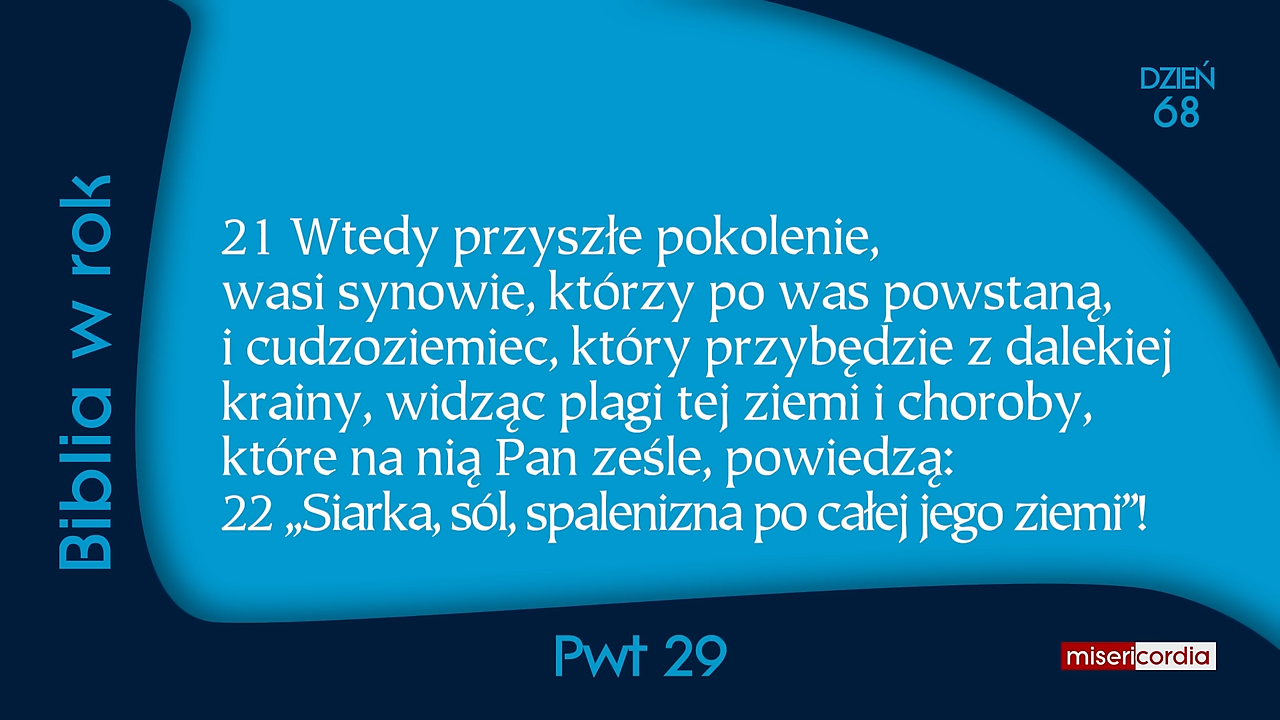 DZIEŃ
68
Biblia w rok
21 Wtedy przyszłe pokolenie,
wasi synowie, którzy po was powstaną,
i cudzoziemiec, który przybędzie z dalekiej
krainy, widząc plagi tej ziemi i choroby,
które na nią Pan ześle, powiedzą:
22 „Siarka, sól, spalenizna po całej jego ziemi”!
Pwt 29
misericordia